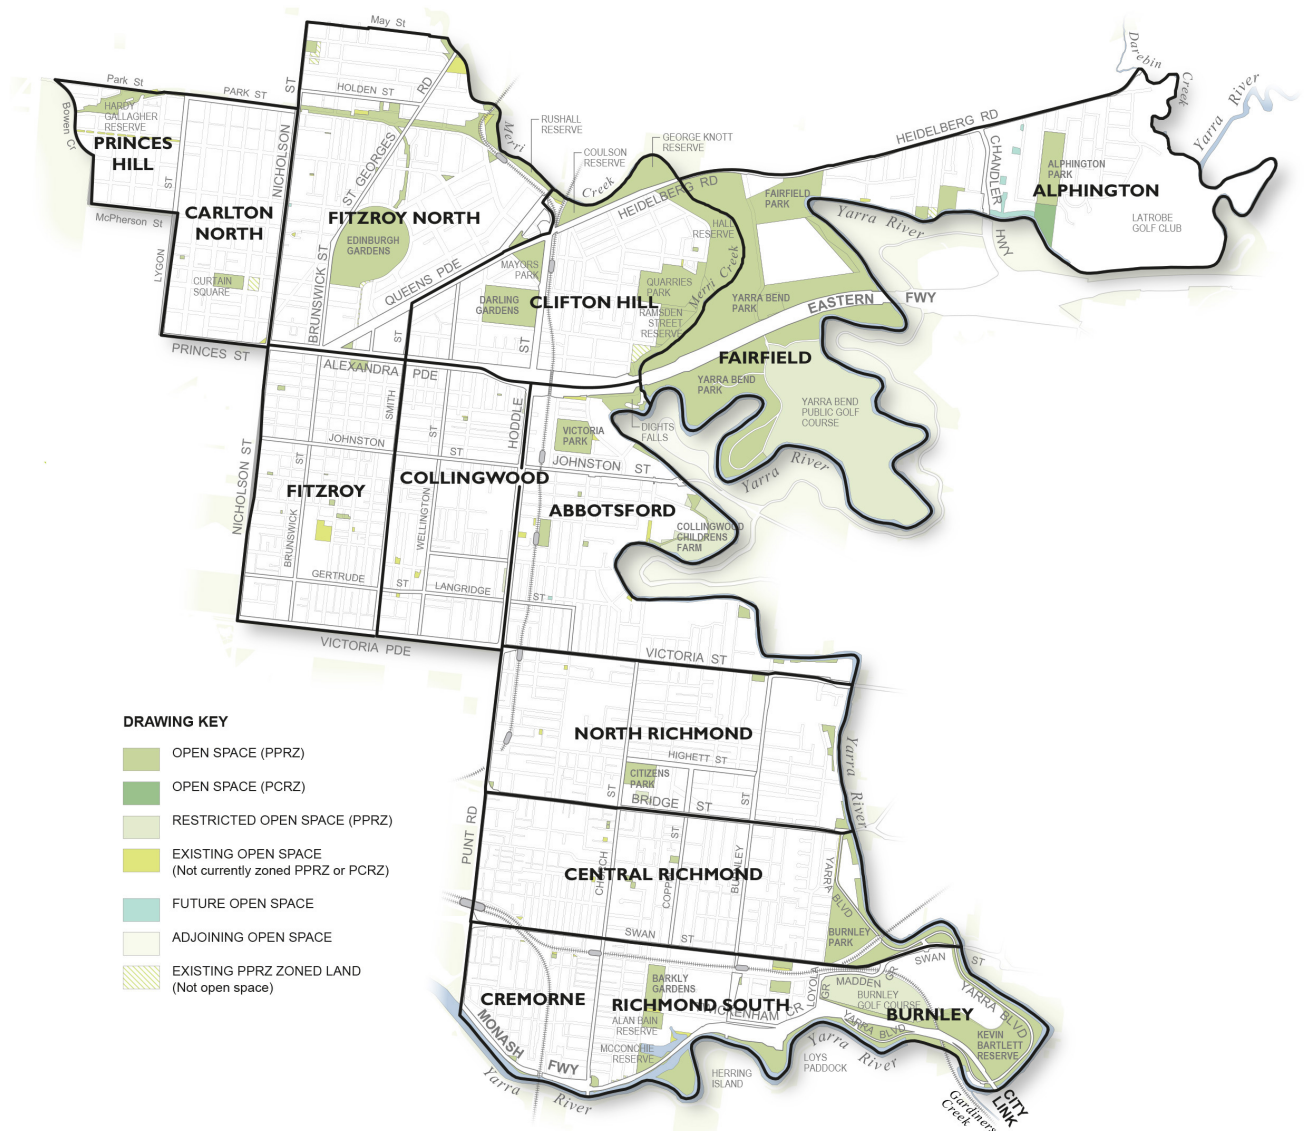 May St
Park St
PARK ST
HOLDEN ST
NICHOLSON ST
ST GEORGES RD
Bowen Cr
HARDY
GALLAGHER
RESERVE
PRINCES
HILL
McPherson St
LYGON ST
CARLTON
NORTH
CURTAIN
SQUARE
PRINCES ST
FITZROY NORTH
EDINBURGH
GARDENS
BRUNSWICK ST
QUEENS PDE
ALEXANDRA PDE
Merri Creek
RUSHALL
RESERVE
COULSON
RESERVE
GEORGE KNOTT
RESERVE
HEIDELBERG RD
HEIDELBERG RD
MAYORS
PARK
DARLING
GARDENS
CLIFTON HILL
QUARRIES
PARK
RAMSDEN
STREET
RESERVE
HALL
RESERVE
Merri Creek
FAIRFIELD
PARK
YARRA BEND
PARK
EASTERN FWY
FAIRFIELD
YARRA BEND
PARK
YARRA BEND
PUBLIC GOLF
COURSE
Yarra River
Yarra River
CHANDLER HWY
ALPHINGTON
PARK
ALPHINGTON
LATROBE
GOLF CLUB
Darebin Creek
Yarra River
NICHOLSON ST
JOHNSTON ST
FITZROY
BRUNSWICK ST
GERTRUDE ST
SMITH ST
COLLINGWOOD
WELLINGTON ST
LANGRIDGE ST
HODDLE ST
VICTORIA PDE
VICTORIA
PARK
JOHNSTON ST
DIGHTS
FALLS
ABBOTSFORD
COLLINGWOOD
CHILDRENS
FARM
VICTORIA ST
NORTH RICHMOND
HIGHETT ST
CITIZENS
PARK
BRIDGE ST
Yarra River
PUNT RD
CENTRAL RICHMOND
CHURCH ST
COPPIN ST
BURNLEY ST
YARRA BLVD
BURNLEY
PARK
SWAN ST
SWAN ST
CREMORNE
BARKLY
GARDENS
RICHMOND SOUTH
ALAN BAIN
RESERVE
MCCONCHIE
RESERVE
LOYOLA GR
MADDEN GR
BURNLEY
GOLF COURSE
BURNLEY
YARRA BLVD
YARRA BLVD
KEVIN
BARTLETT
RESERVE
MONASH FWY
Yarra River
HERRING
ISLAND
LOYS
PADDOCK
Yarra River
Gardiners
Creek
CITY
LINK
DRAWING KEY
OPEN SPACE (PPRZ)
OPEN SPACE (PCRZ)
RESTRICTED OPEN SPACE (PPRZ)
EXISTING OPEN SPACE
(Not currently zoned PPRZ or PCRZ)
FUTURE OPEN SPACE
ADJOINING OPEN SPACE
EXISTING PPRZ ZONED LAND
(Not open space)